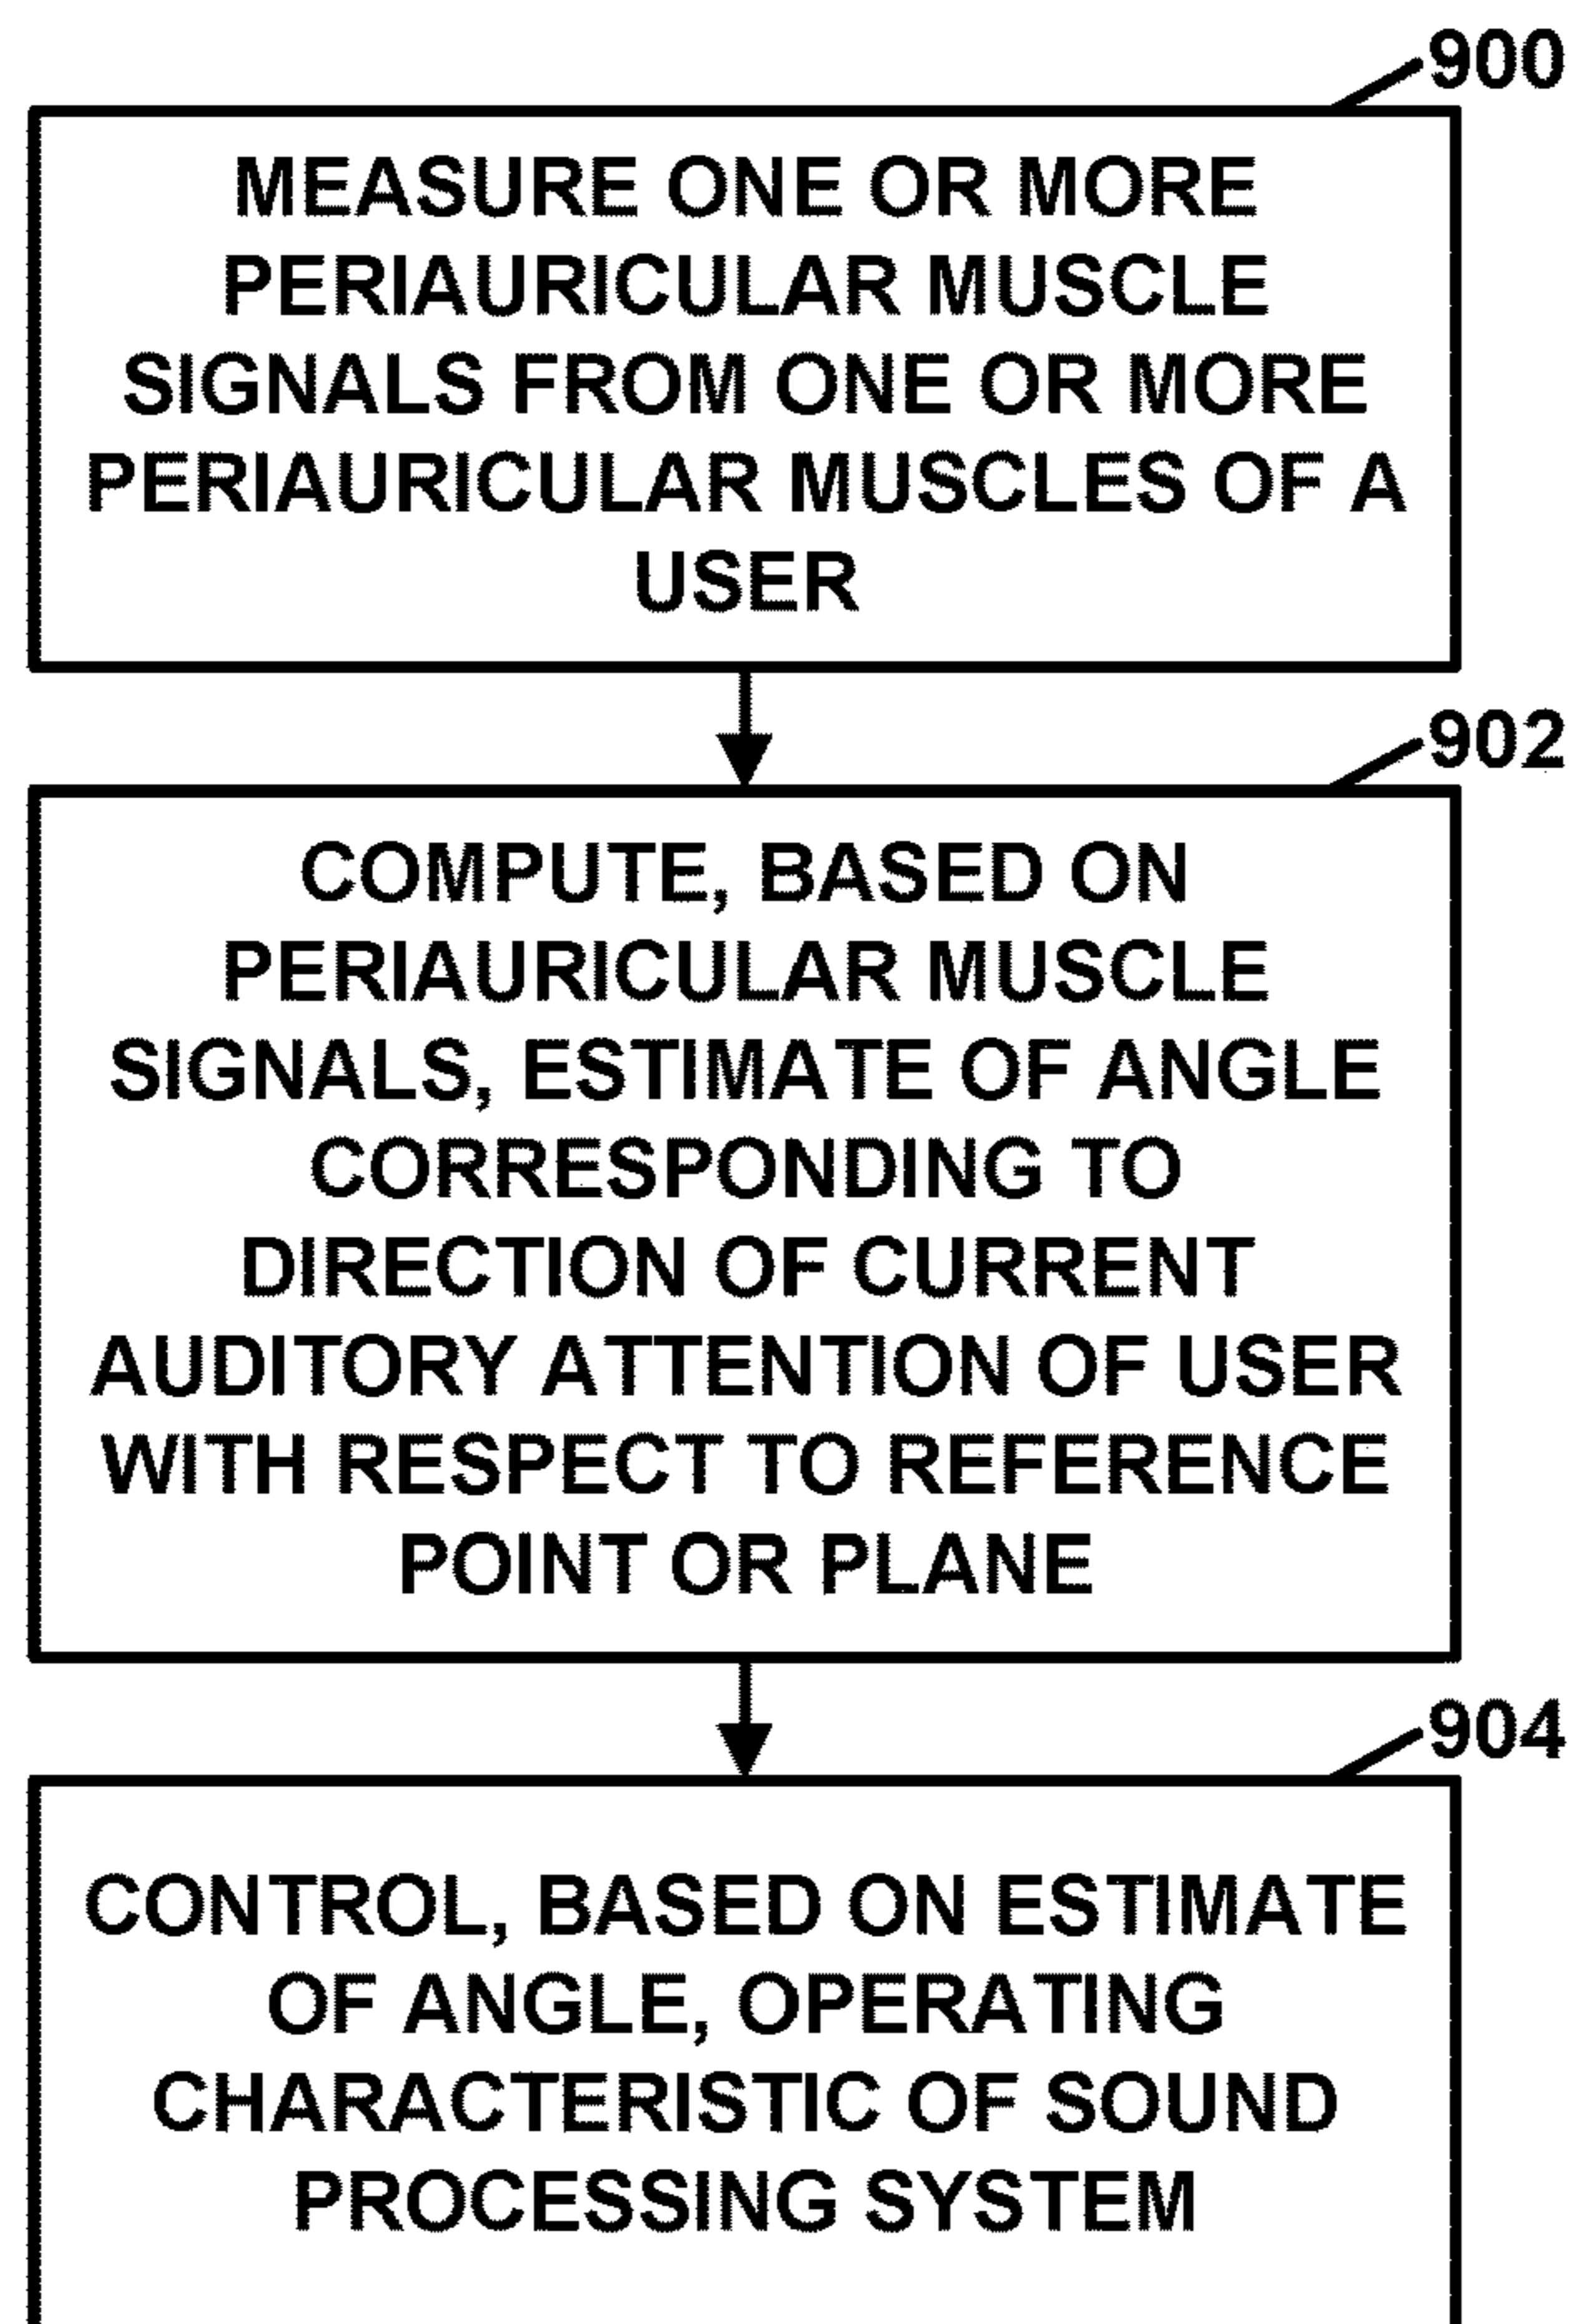 900
MEASURE ONE OR MORE
PERIAURICULAR MUSCLE
SIGNALS FROM ONE OR MORE
PERIAURICULAR MUSCLES OF A
USER
902
COMPUTE, BASED ON
PERIAURICULAR MUSCLE
SIGNALS, ESTIMATE OF ANGLE
CORRESPONDING TO
DIRECTION OF CURRENT
AUDITORY ATTENTION OF USER
WITH RESPECT TO REFERENCE
POINT OR PLANE
904
CONTROL, BASED ON ESTIMATE
OF ANGLE, OPERATING
CHARACTERISTIC OF SOUND
PROCESSING SYSTEM